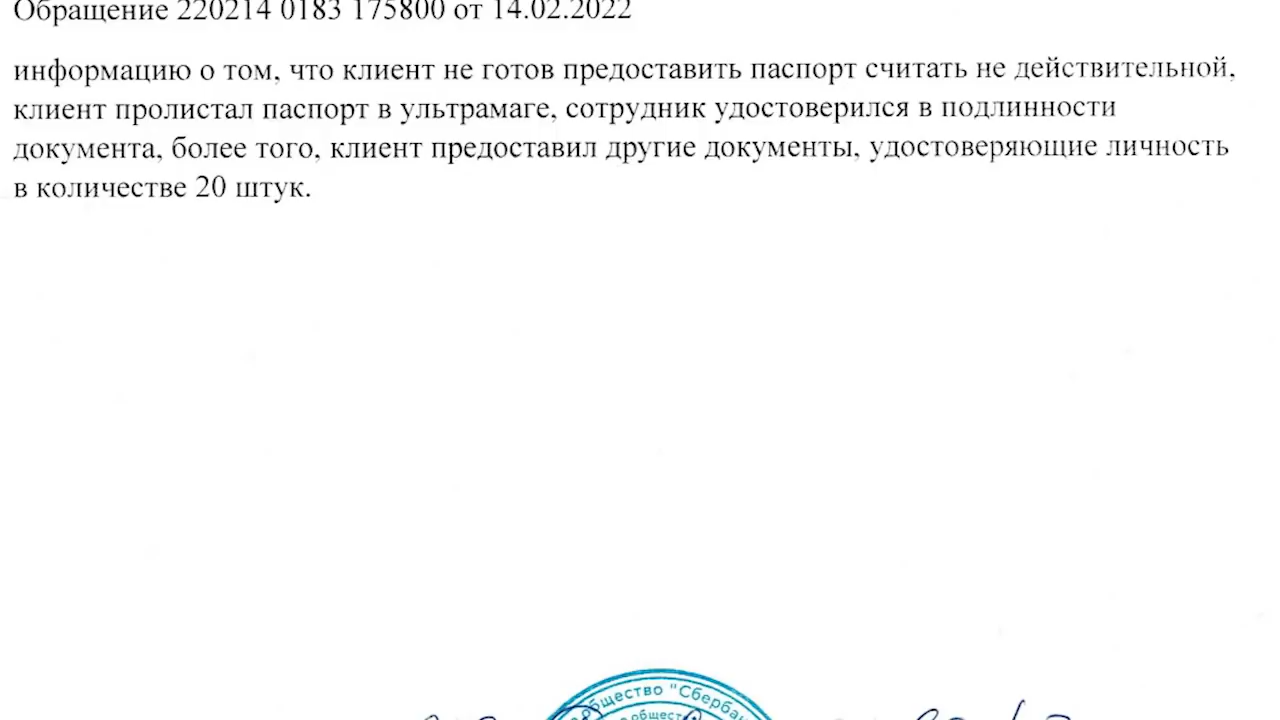 Обращение 220214 0183 175800 от 14.02.2022
информацию о том, что клиент не готов предоставить паспорт считать не действительной,
клиент пролистал паспорт в ультрамаге, сотрудник удостоверился в подлинности
документа, более того, клиент предоставил другие документы, удостоверяющие личность
в количестве 20 штук.
общество "Сбербан
общест